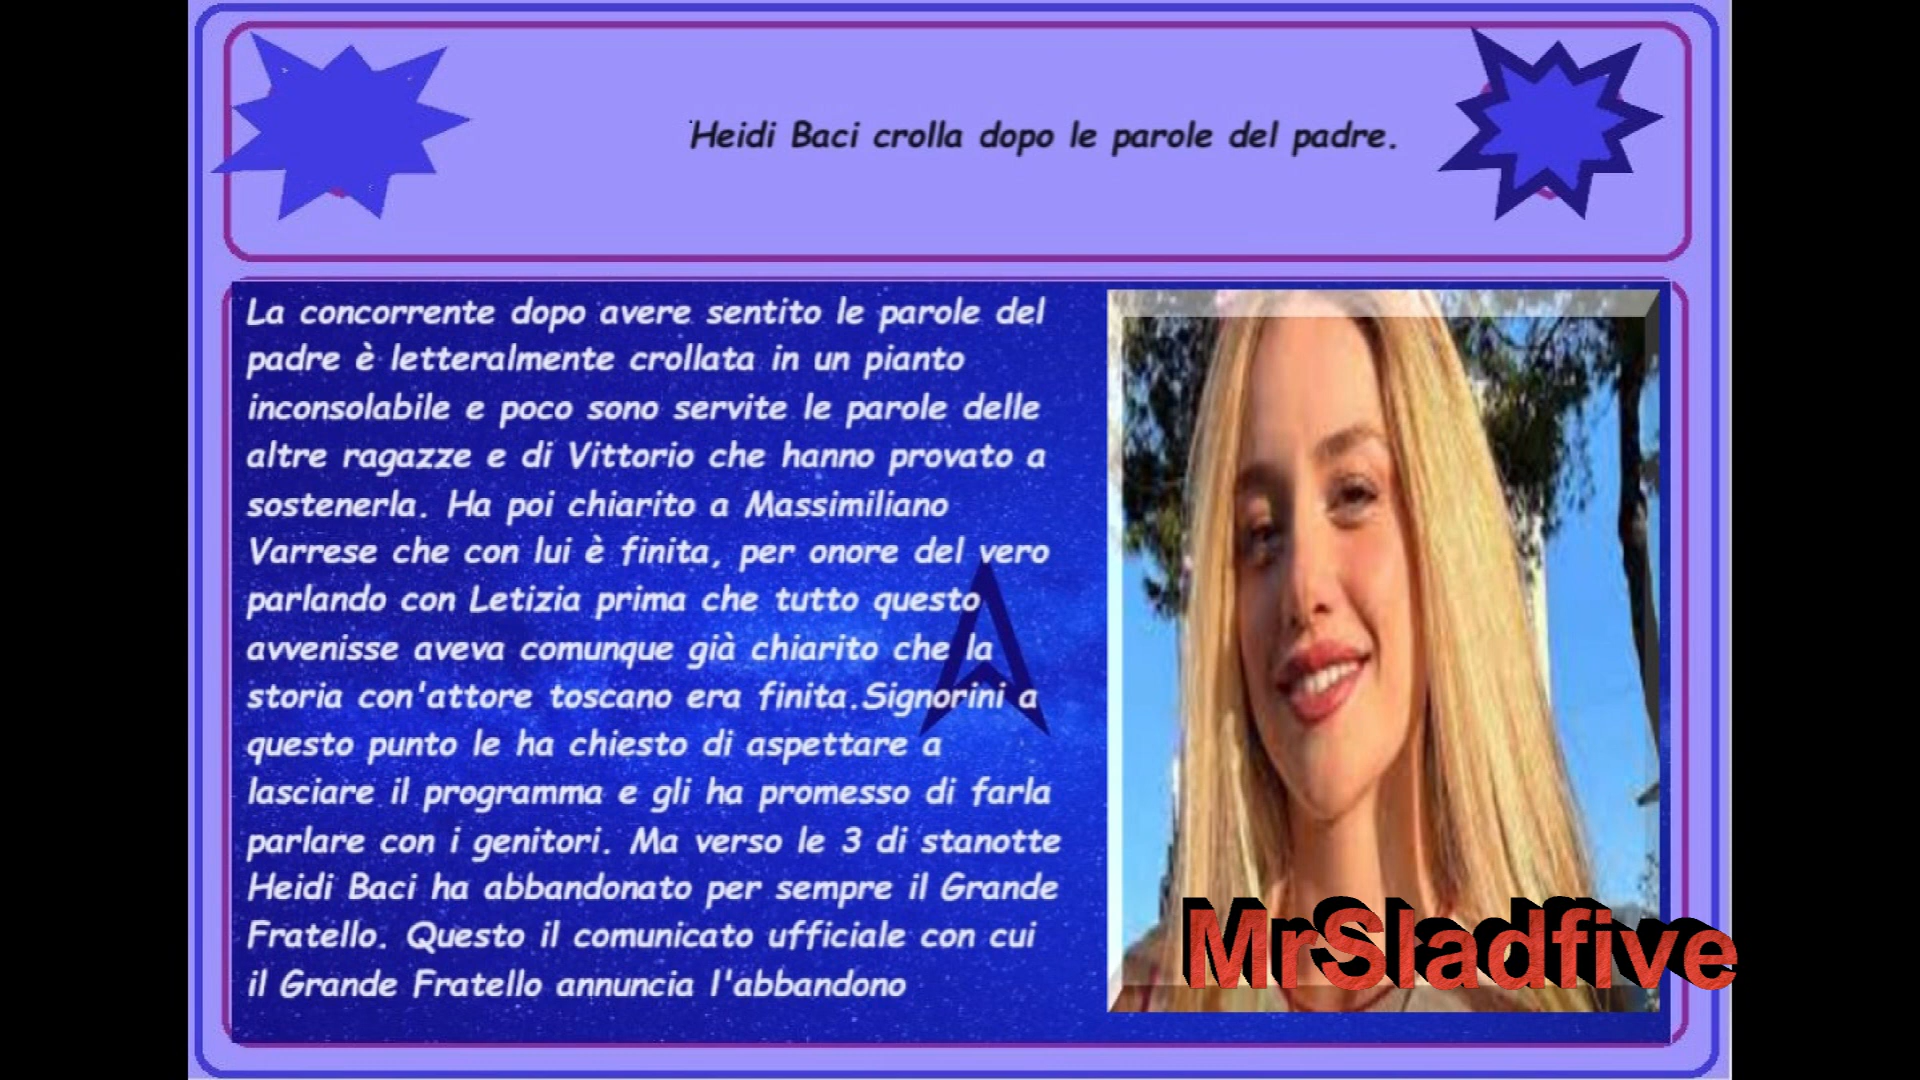 Heidi Baci crolla dopo le parole del padre.
La concorrente dopo avere sentito le parole del
padre è letteralmente crollata in un pianto
inconsolabile e poco sono servite le parole delle
altre ragazze e di Vittorio che hanno provato a
sostenerla. Ha poi chiarito a Massimiliano
Varrese che con lui è finita, per onore del vero
parlando con Letizia prima che tutto questo
avvenisse aveva comunque già chiarito che la
storia con'attore toscano era finita.Signorini a
questo punto le ha chiesto di aspettare a
lasciare il programma e gli ha promesso di farla
parlare con i genitori. Ma verso le 3 di stanotte
Heidi Baci ha abbandonato per sempre il Grande
Fratello. Questo il comunicato ufficiale con cui
il Grande Fratello annuncia l'abbandono
MrSladfive